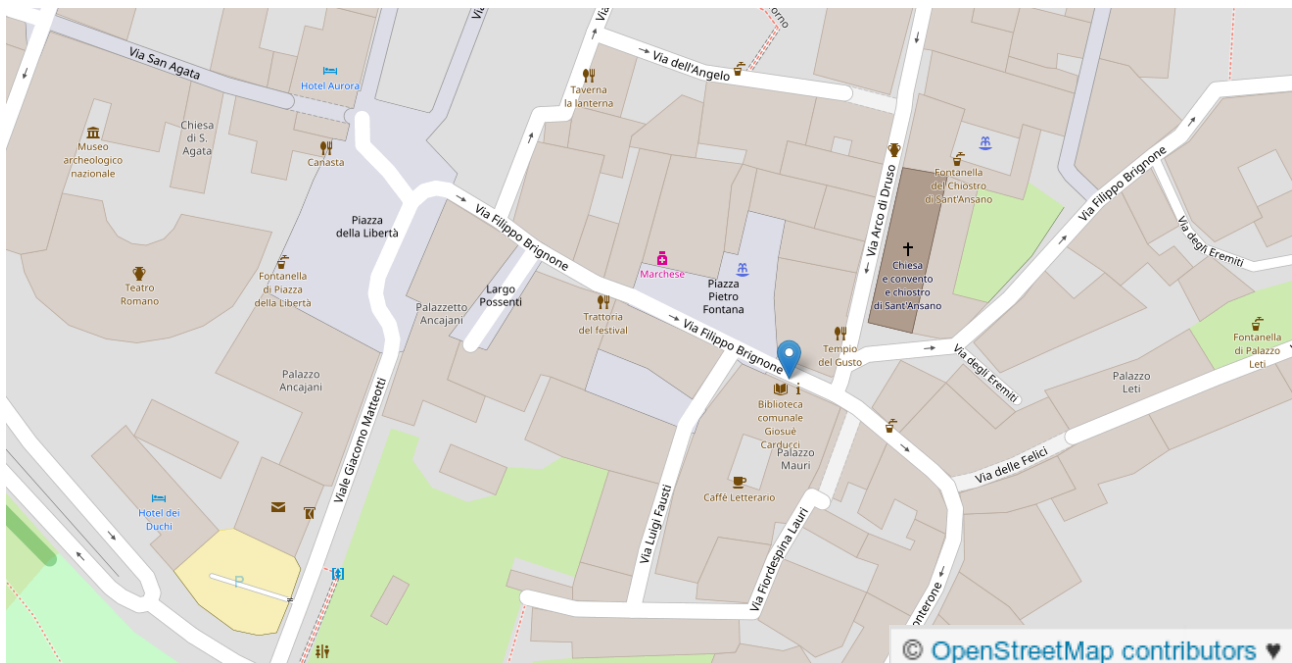 Via San Agata
Hotel Aurora
Museo
archeologico
nazionale
Chiesa
di S.
Agata
Canasta
Taverna
la lanterna
Via dell'Angelo
Via Arco di Druso
Fontanella
del Chiostro
di Sant'Ansano
Via Filippo Brignone
Via degli Eremiti
Piazza
della Libertà
Via Filippo Brignone
Teatro
Romano
Fontanella
di Piazza
della Libertà
Palazzetto
Ancajani
Largo
Possenti
Marchese
Piazza
Pietro
Fontana
Chiesa
e convento
e chiostro
di Sant'Ansano
Trattoria
del festival
Via Filippo Brignone
Tempio
del Gusto
Via degli Eremiti
Fontanella
di Palazzo
Leti
Palazzo
Leti
Palazzo
Ancajani
Viale Giacomo Matteotti
Biblioteca
comunale
Giosuè
Carducci
Palazzo
Mauri
Caffè Letterario
Via delle Felici
Hotel dei
Duchi
P
Via Luigi Fausti
Via Fiordespina Lauri
© OpenStreetMap contributors ♥